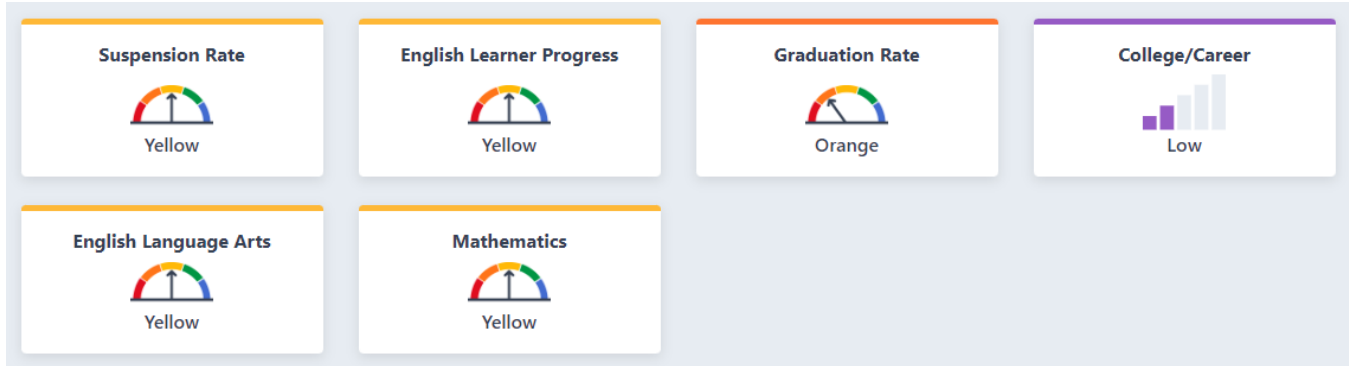 Suspension Rate
Yellow
English Learner Progress
Yellow
Graduation Rate
Orange
College/Career
Low
English Language Arts
Yellow
Mathematics
Yellow